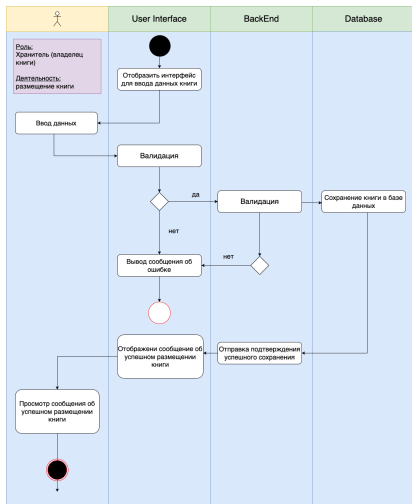 User Interface
BackEnd
Database
Роль:
Хранитель (владелец
книги)
Деятельность:
размещение книги
Отобразить интерфейс
для ввода данных книги
Ввод данных
Валидация
да
Валидация
Сохранение книги в базе
данных
нет
нет
Вывод сообщения об
ошибке
Отображени сообщение об
успешном размещении
книги
Отправка подтверждения
успешного сохранения
Просмотр сообщения об
успешном размещении
книги